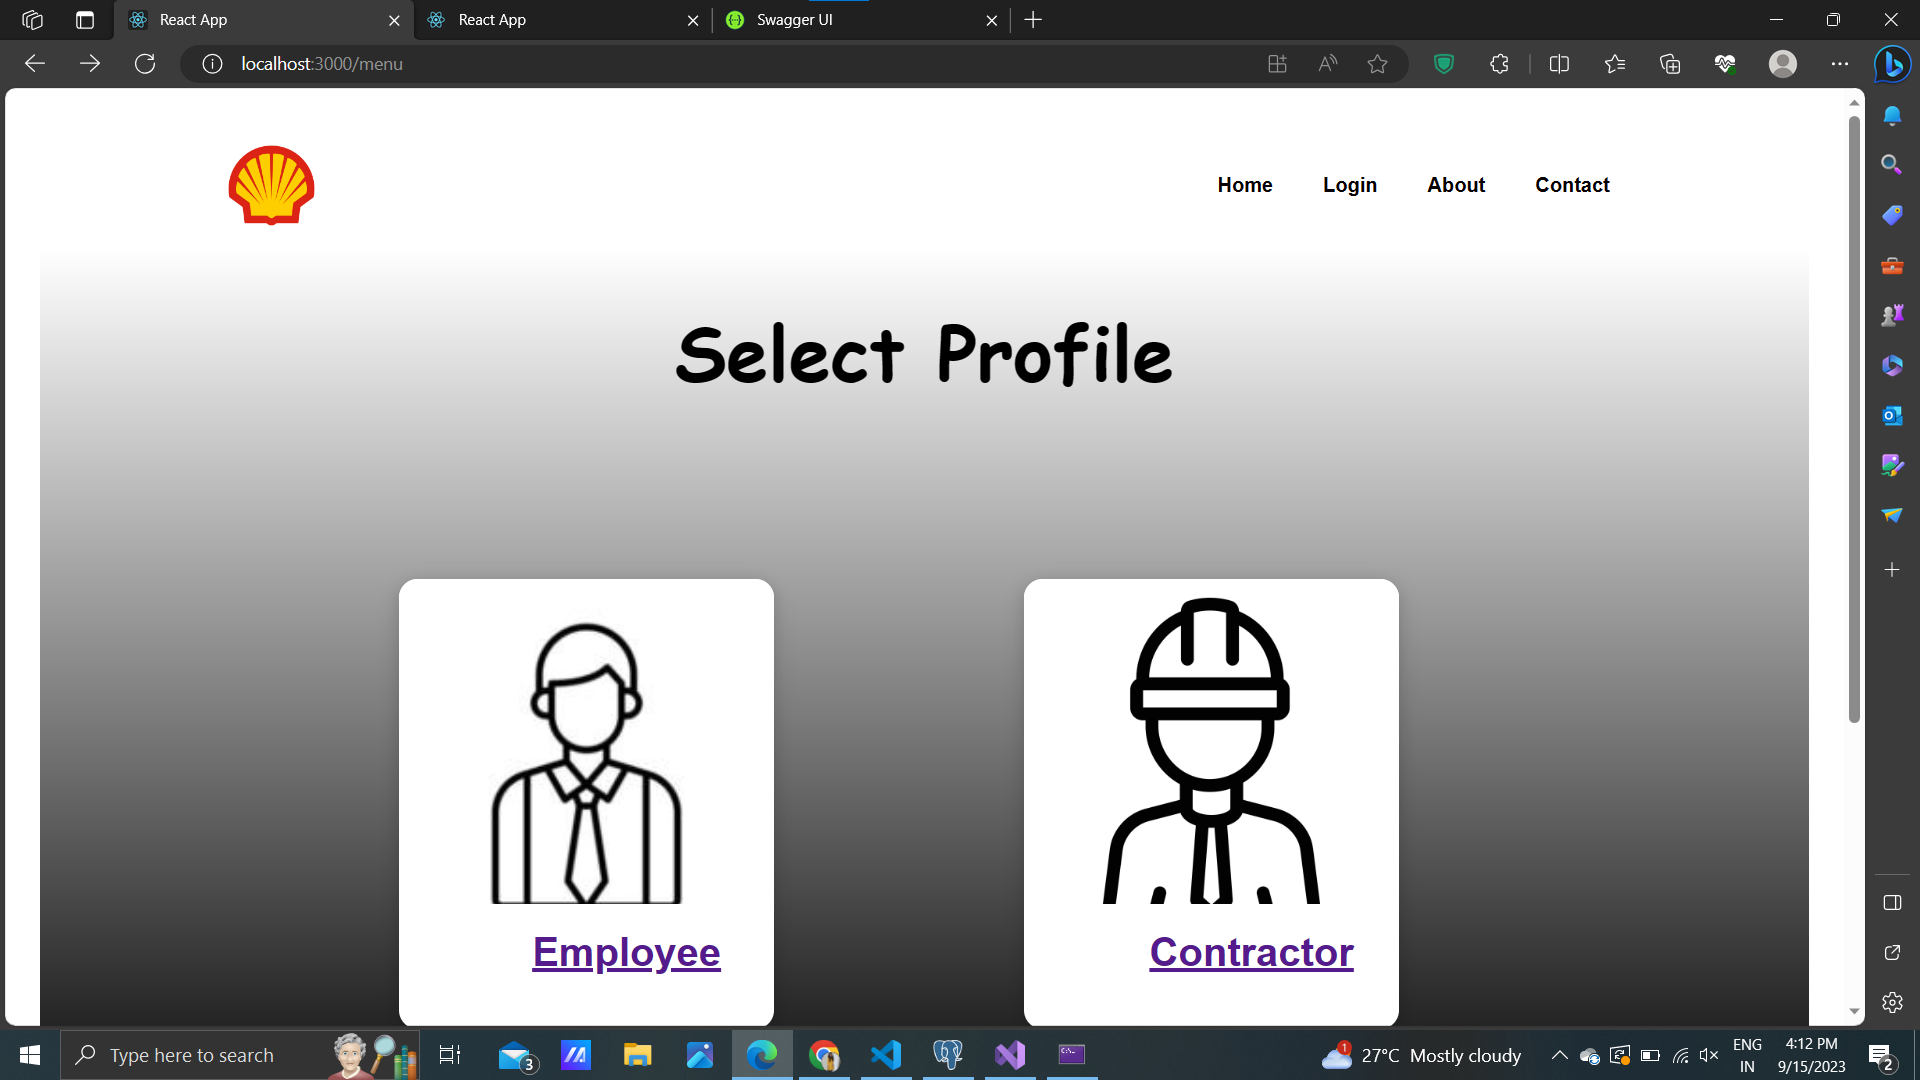 React App
React App
Swagger UI
localhost:3000/menu
Home Login About Contact
Select Profile
Employee
Contractor
Type here to search
3
1
27°C Mostly cloudy
ENG
IN
4:12 PM
9/15/2023
2